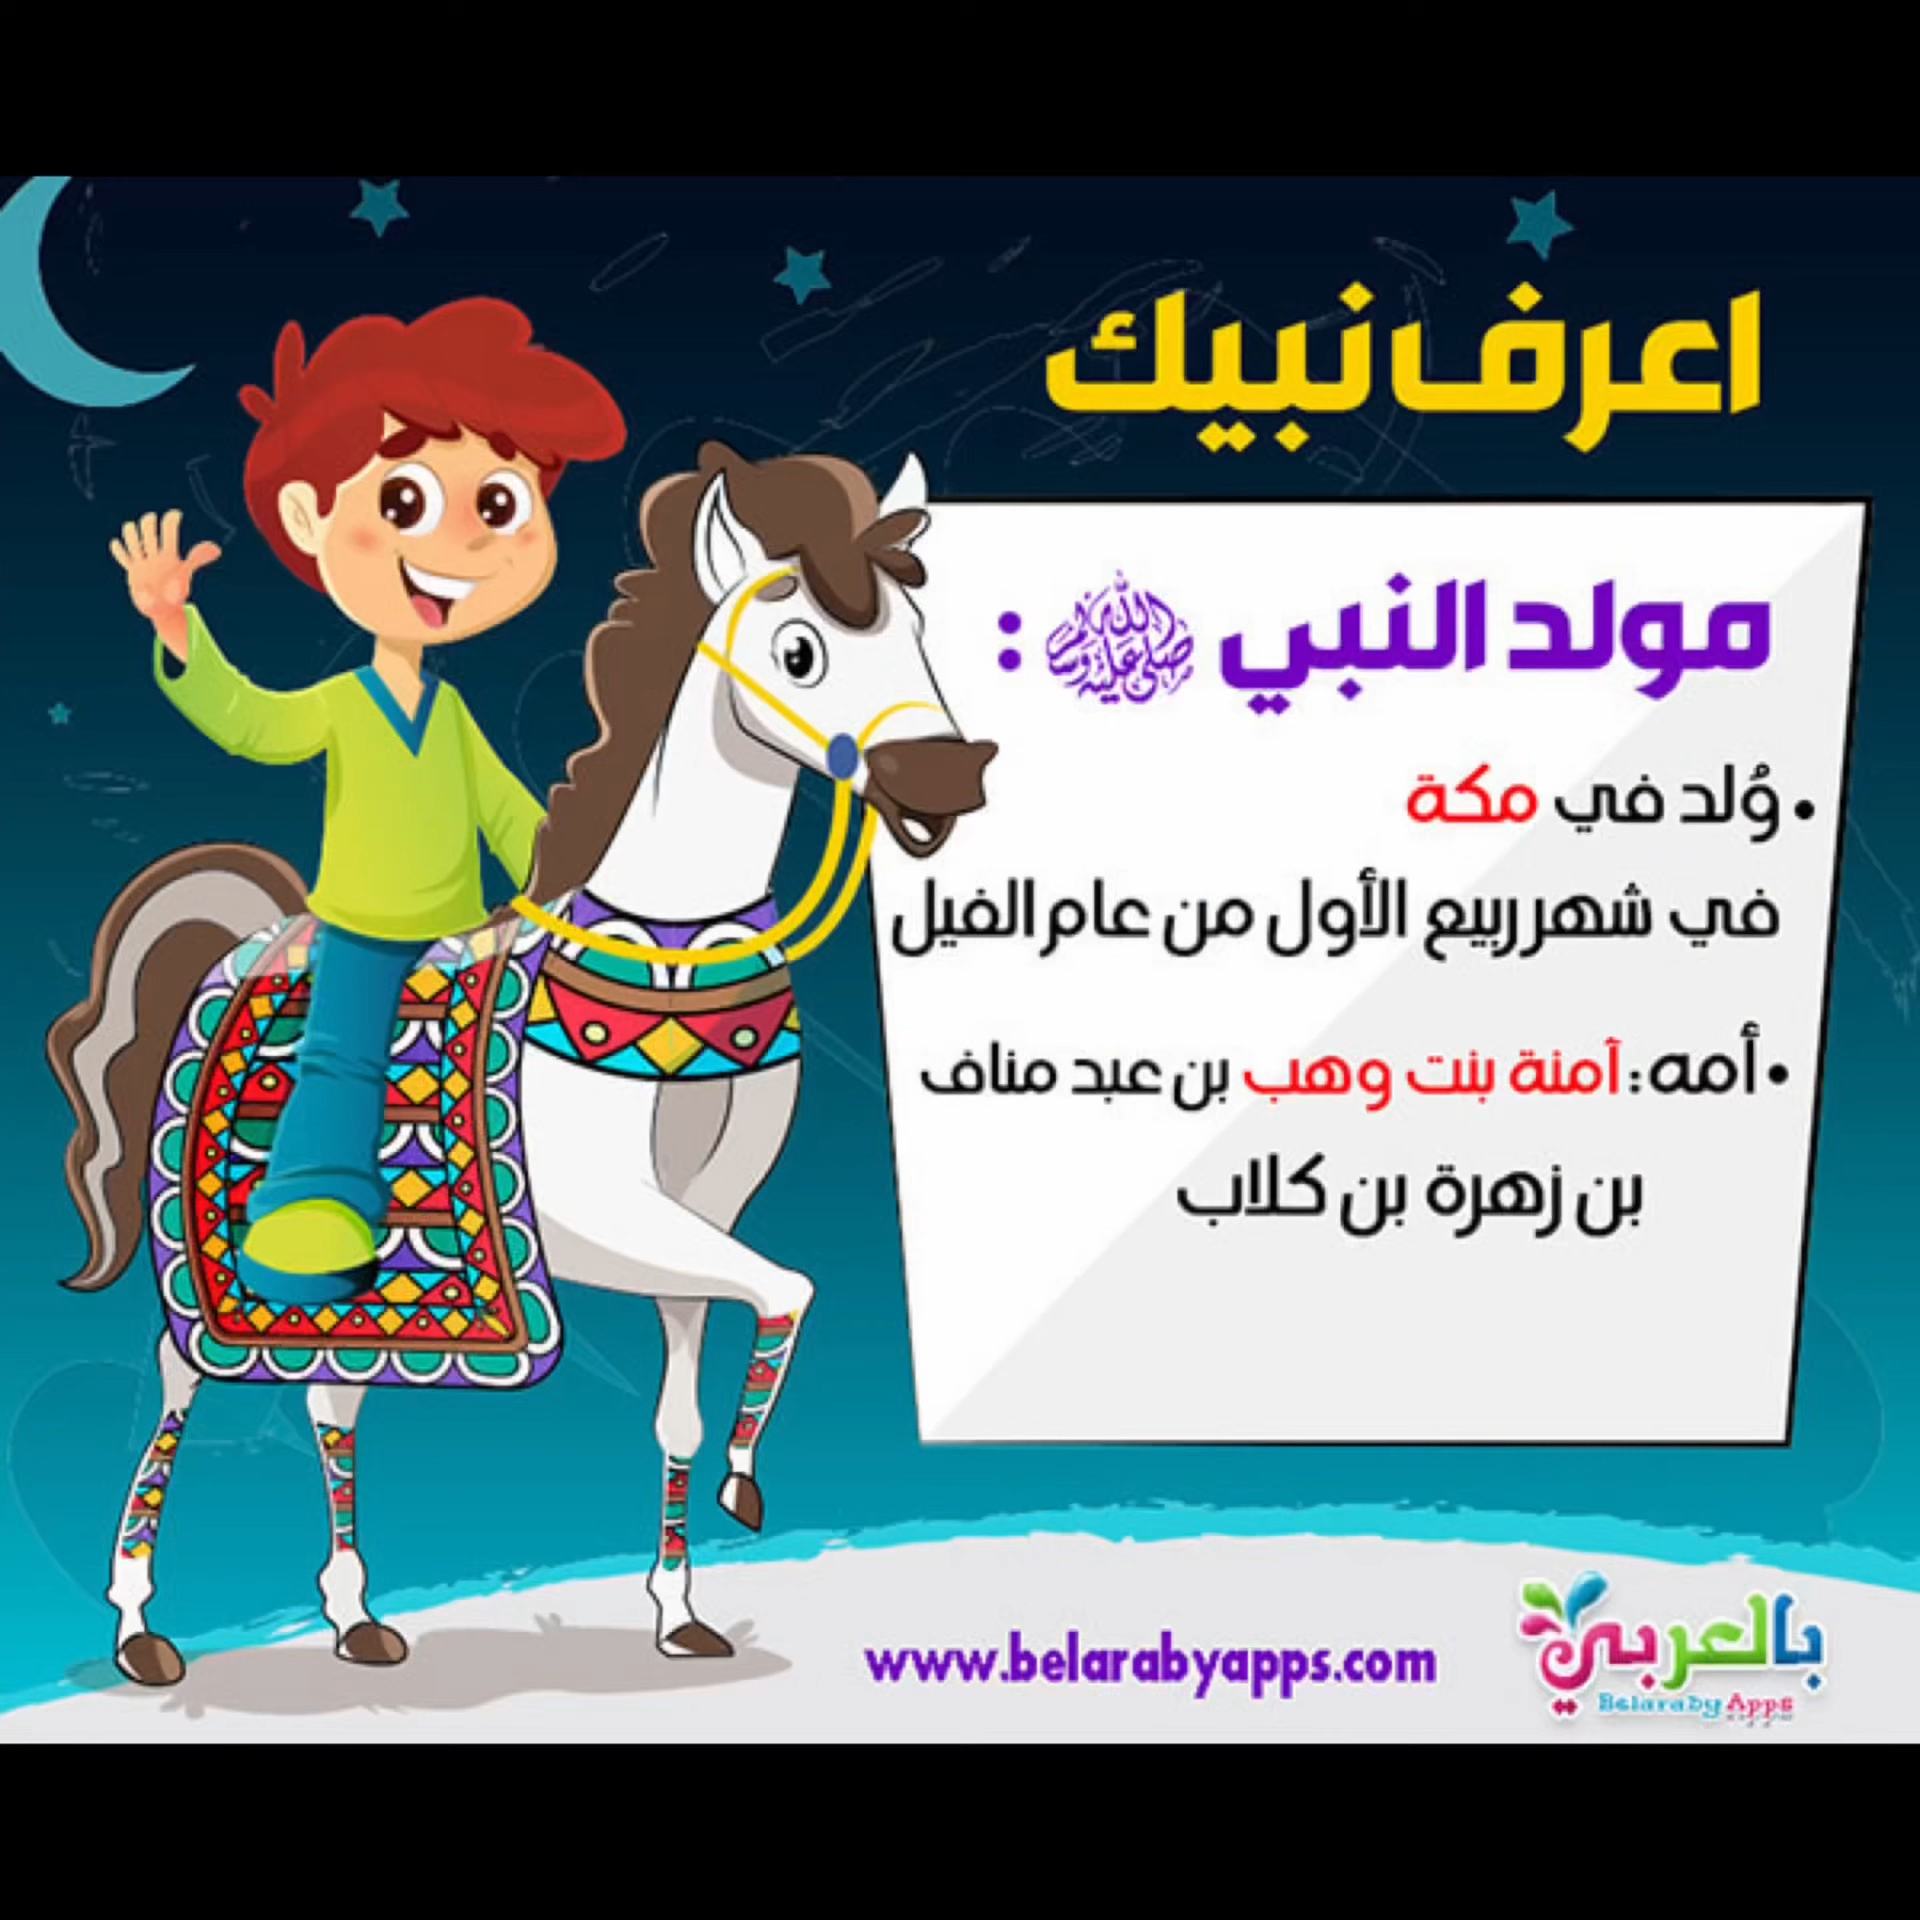 اعرف نبيك
مولد النبي ﷺ :
• وُلد في مكة
في شهر ربيع الأول من عام الفيل
• أمه: آمنة بنت وهب بن عبد مناف
بن زهرة بن كلاب
www.belarabyapps.com
بالعربي
Belaraby Apps